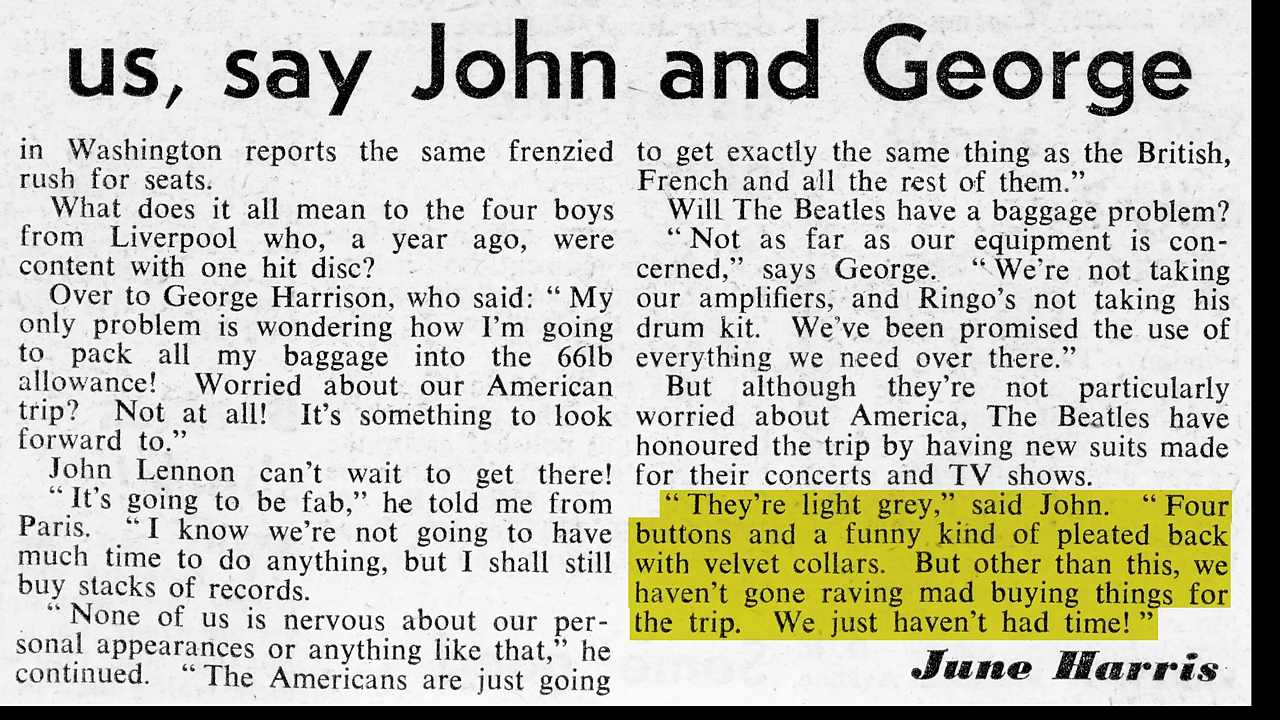 us, say John and George
in Washington reports the same frenzied
rush for seats.
What does it all mean to the four boys
from Liverpool who, a year ago, were
content with one hit disc?
Over to George Harrison, who said: “ My
only problem is wondering how I’m going
to pack all my baggage into the 66lb
allowance! Worried about our American
trip? Not at all! It’s something to look
forward to.”
John Lennon can’t wait to get there!
“ It’s going to be fab,” he told me from
Paris. “ I know we’re not going to have
much time to do anything, but I shall still
buy stacks of records.
“ None of us is nervous about our per-
sonal appearances or anything like that,” he
continued. “ The Americans are just going
to get exactly the same thing as the British,
French and all the rest of them.”
Will The Beatles have a baggage problem?
“ Not as far as our equipment is con-
cerned,” says George. “ We’re not taking
our amplifiers, and Ringo’s not taking his
drum kit. We’ve been promised the use of
everything we need over there.”
But although they’re not particularly
worried about America, The Beatles have
honoured the trip by having new suits made
for their concerts and TV shows.
“ They’re light grey,” said John. “ Four
buttons and a funny kind of pleated back
with velvet collars. But other than this, we
haven’t gone raving mad buying things for
the trip. We just haven’t had time! ”
June Harris